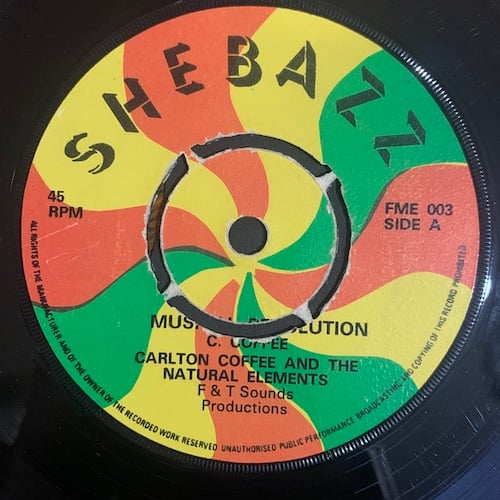 SHEBAZZ
45
RPM
FME 003
SIDE A
C. COFFEE
CARLTON COFFEE AND THE
NATURAL ELEMENTS
F & T Sounds
Productions
ALL RIGHTS OF THE MANUFACTURER AND OF THE OWNER OF THE RECORDED WORK RESERVED UNAUTHORISED PUBLIC PERFORMANCE BROADCASTING AND COPYING OF THIS RECORD PROHIBITED